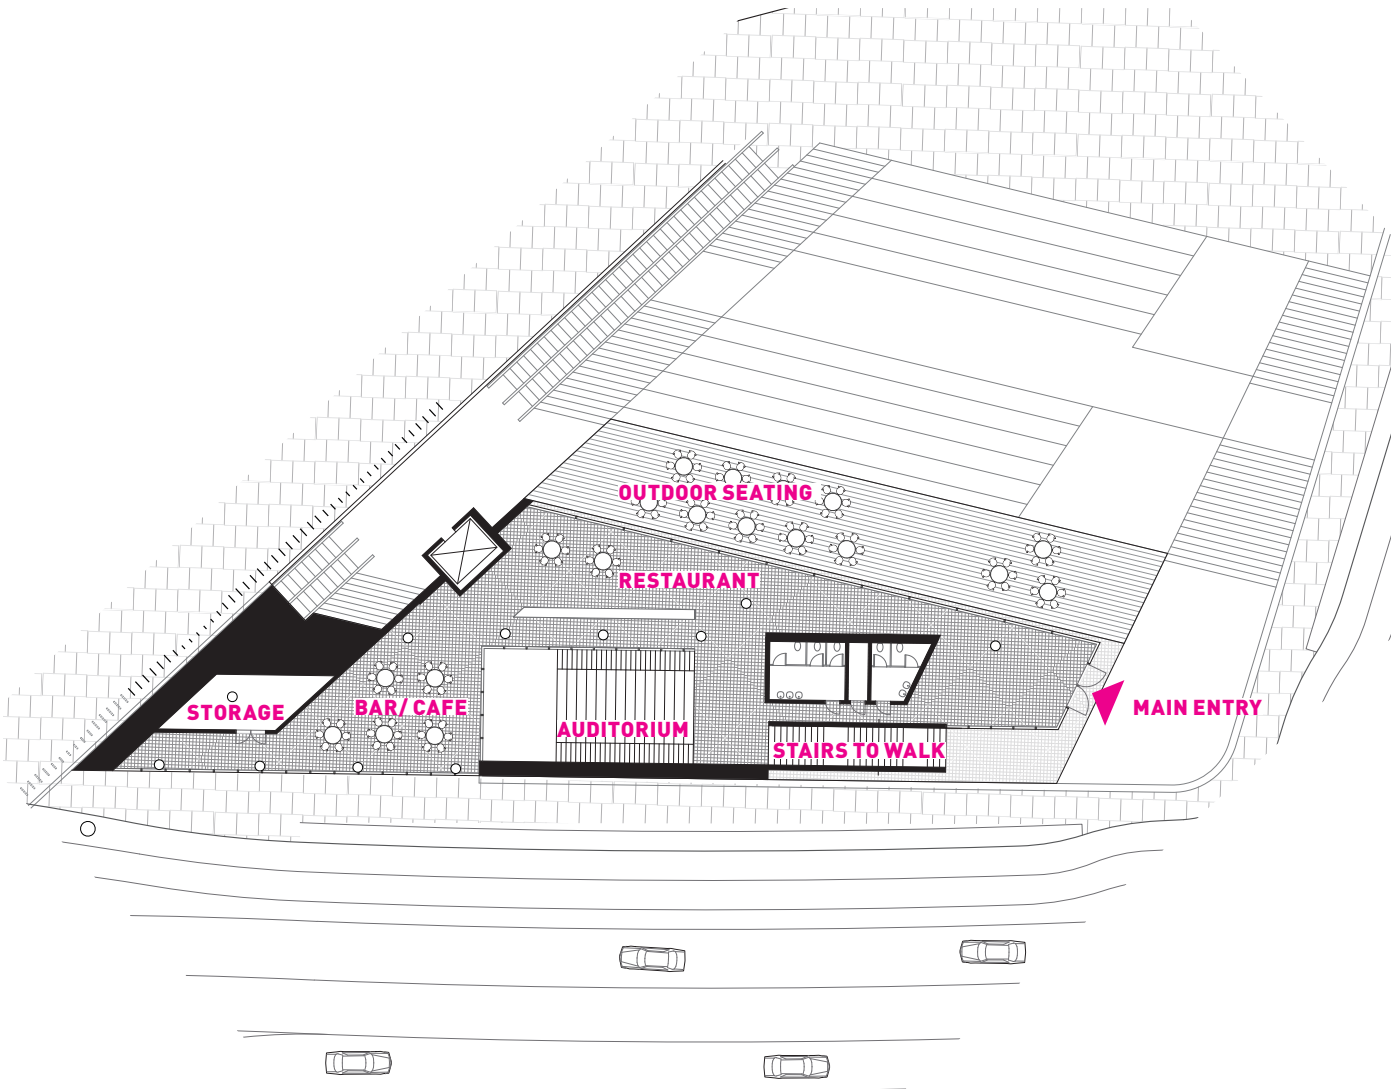 OUTDOOR SEATING
RESTAURANT
STORAGE
BAR/ CAFE
MAIN ENTRY
AUDITORIUM
STAIRS TO WALK